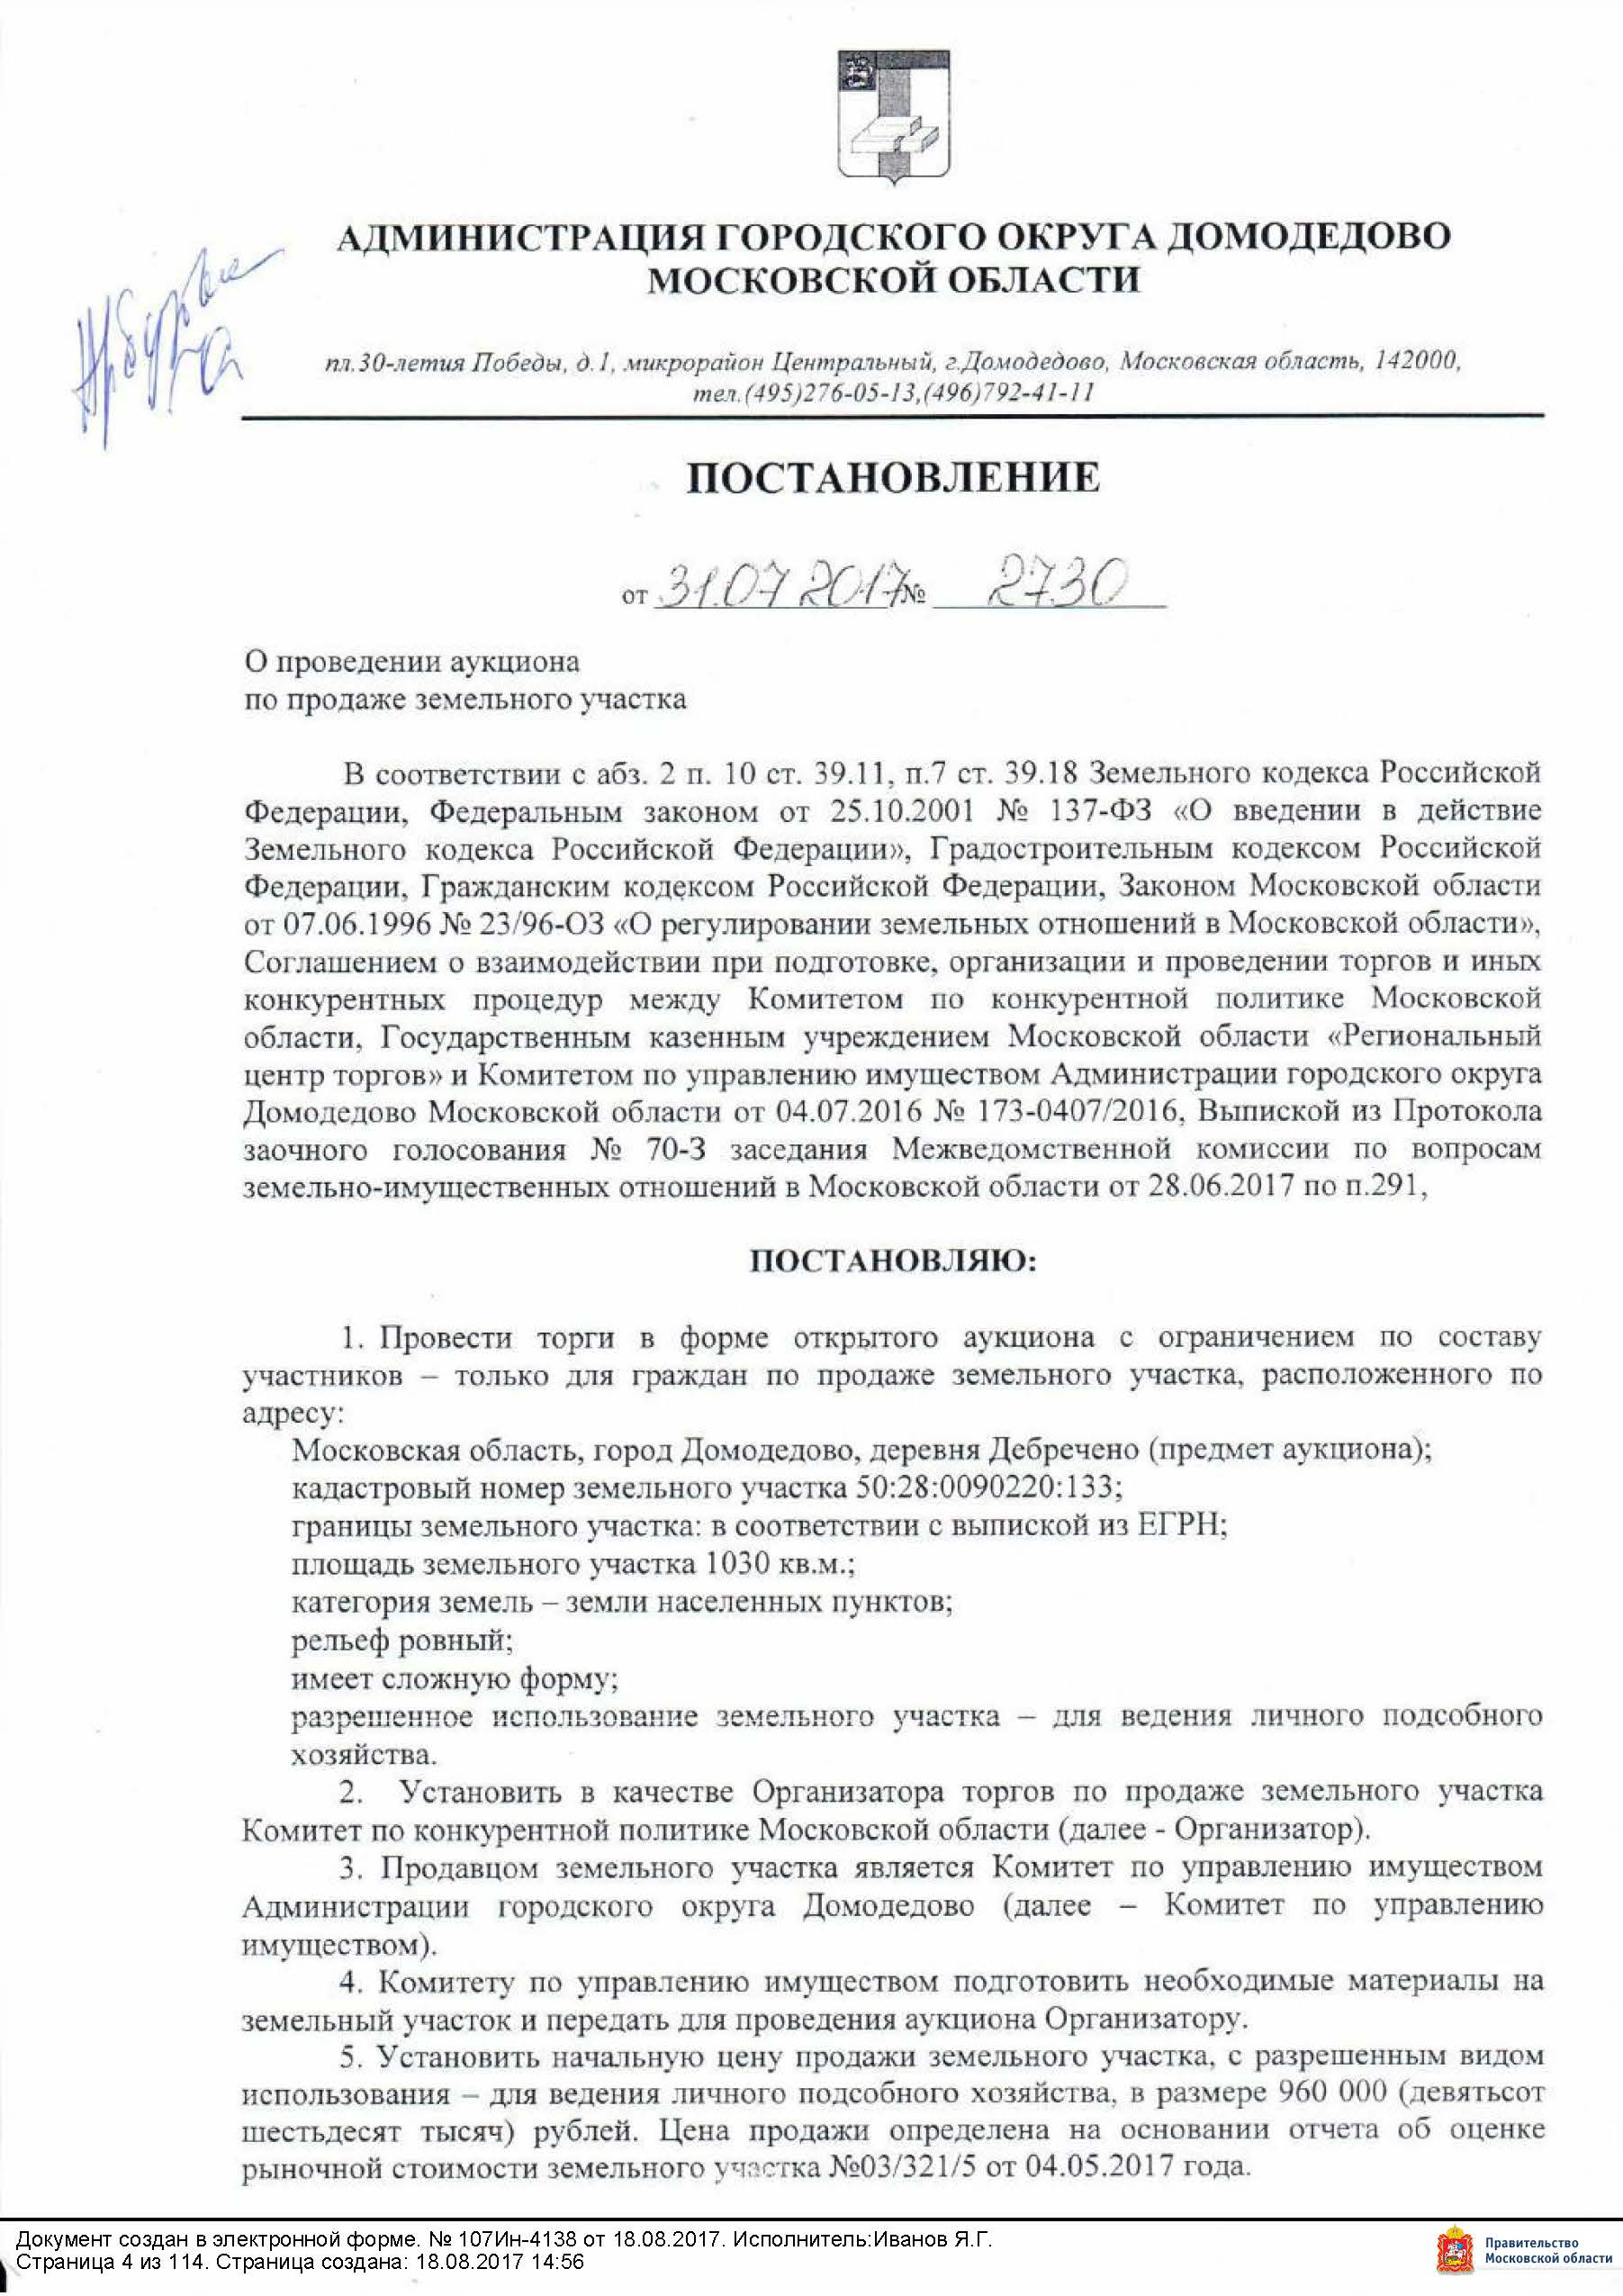 АДМИНИСТРАЦИЯ ГОРОДСКОГО ОКРУГА ДОМОДЕДОВО
МОСКОВСКОЙ ОБЛАСТИ
пл.30-летия Победы, д.1, микрорайон Центральный, г.Домодедово, Московская область, 142000,
тел.(495)276-05-13,(496)792-41-11
ПОСТАНОВЛЕНИЕ
от 31.07 2017 № 2730
О проведении аукциона
по продаже земельного участка
В соответствии с абз. 2 п. 10 ст. 39.11, п.7 ст. 39.18 Земельного кодекса Российской
Федерации, Федеральным законом от 25.10.2001 № 137-ФЗ «О введении в действие
Земельного кодекса Российской Федерации», Градостроительным кодексом Российской
Федерации, Гражданским кодексом Российской Федерации, Законом Московской области
от 07.06.1996 № 23/96-ОЗ «О регулировании земельных отношений в Московской области»,
Соглашением о взаимодействии при подготовке, организации и проведении торгов и иных
конкурентных процедур между Комитетом по конкурентной политике Московской
области, Государственным казенным учреждением Московской области «Региональный
центр торгов» и Комитетом по управлению имуществом Администрации городского округа
Домодедово Московской области от 04.07.2016 № 173-0407/2016, Выпиской из Протокола
заочного голосования № 70-З заседания Межведомственной комиссии по вопросам
земельно-имущественных отношений в Московской области от 28.06.2017 по п.291,
ПОСТАНОВЛЯЮ:
1. Провести торги в форме открытого аукциона с ограничением по составу
участников – только для граждан по продаже земельного участка, расположенного по
адресу:
Московская область, город Домодедово, деревня Дебречено (предмет аукциона);
кадастровый номер земельного участка 50:28:0090220:133;
границы земельного участка: в соответствии с выпиской из ЕГРН;
площадь земельного участка 1030 кв.м.;
категория земель – земли населенных пунктов;
рельеф ровный;
имеет сложную форму;
разрешенное использование земельного участка – для ведения личного подсобного
хозяйства.
2. Установить в качестве Организатора торгов по продаже земельного участка
Комитет по конкурентной политике Московской области (далее - Организатор).
3. Продавцом земельного участка является Комитет по управлению имуществом
Администрации городского округа Домодедово (далее – Комитет по управлению
имуществом).
4. Комитету по управлению имуществом подготовить необходимые материалы на
земельный участок и передать для проведения аукциона Организатору.
5. Установить начальную цену продажи земельного участка, с разрешенным видом
использования – для ведения личного подсобного хозяйства, в размере 960 000 (девятьсот
шестьдесят тысяч) рублей. Цена продажи определена на основании отчета об оценке
рыночной стоимости земельного участка №03/321/5 от 04.05.2017 года.
Документ создан в электронной форме. № 107Ин-4138 от 18.08.2017. Исполнитель:Иванов Я.Г.
Страница 4 из 114. Страница создана: 18.08.2017 14:56
Правительство
Московской области